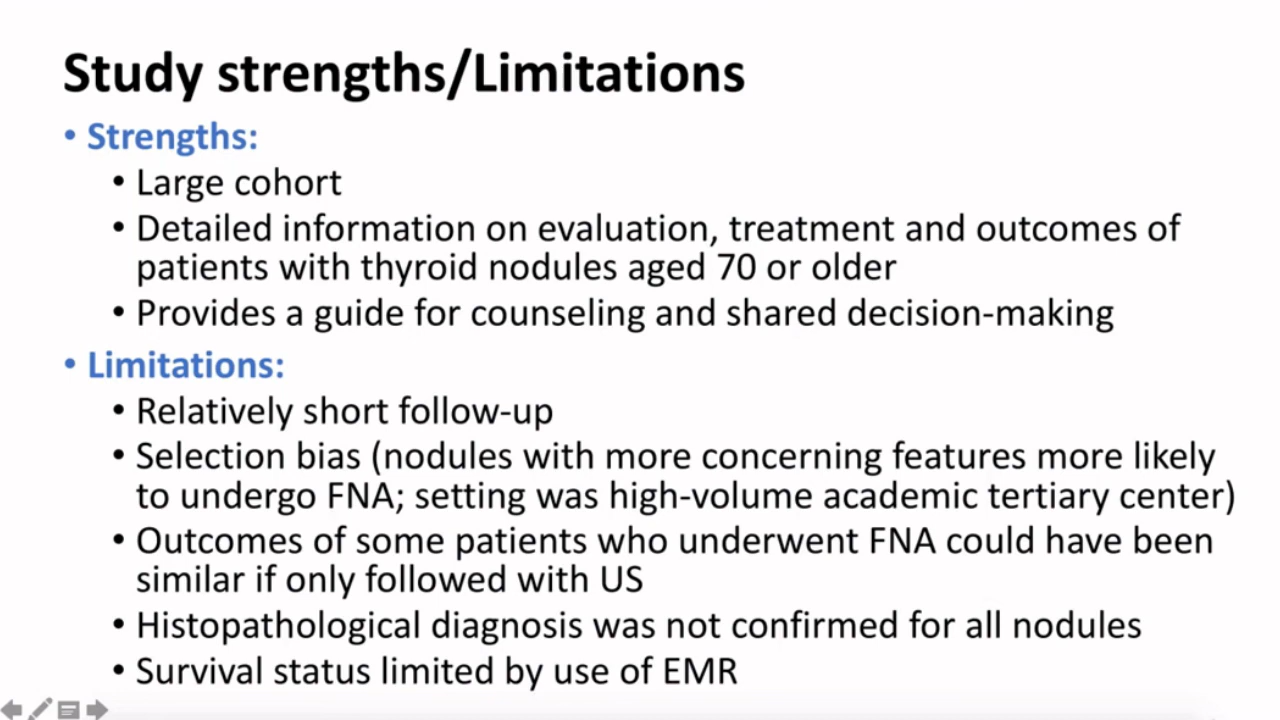 Study strengths/Limitations
• Strengths:
• Large cohort
• Detailed information on evaluation, treatment and outcomes of
patients with thyroid nodules aged 70 or older
• Provides a guide for counseling and shared decision-making
• Limitations:
• Relatively short follow-up
• Selection bias (nodules with more concerning features more likely
to undergo FNA; setting was high-volume academic tertiary center)
• Outcomes of some patients who underwent FNA could have been
similar if only followed with US
• Histopathological diagnosis was not confirmed for all nodules
• Survival status limited by use of EMR